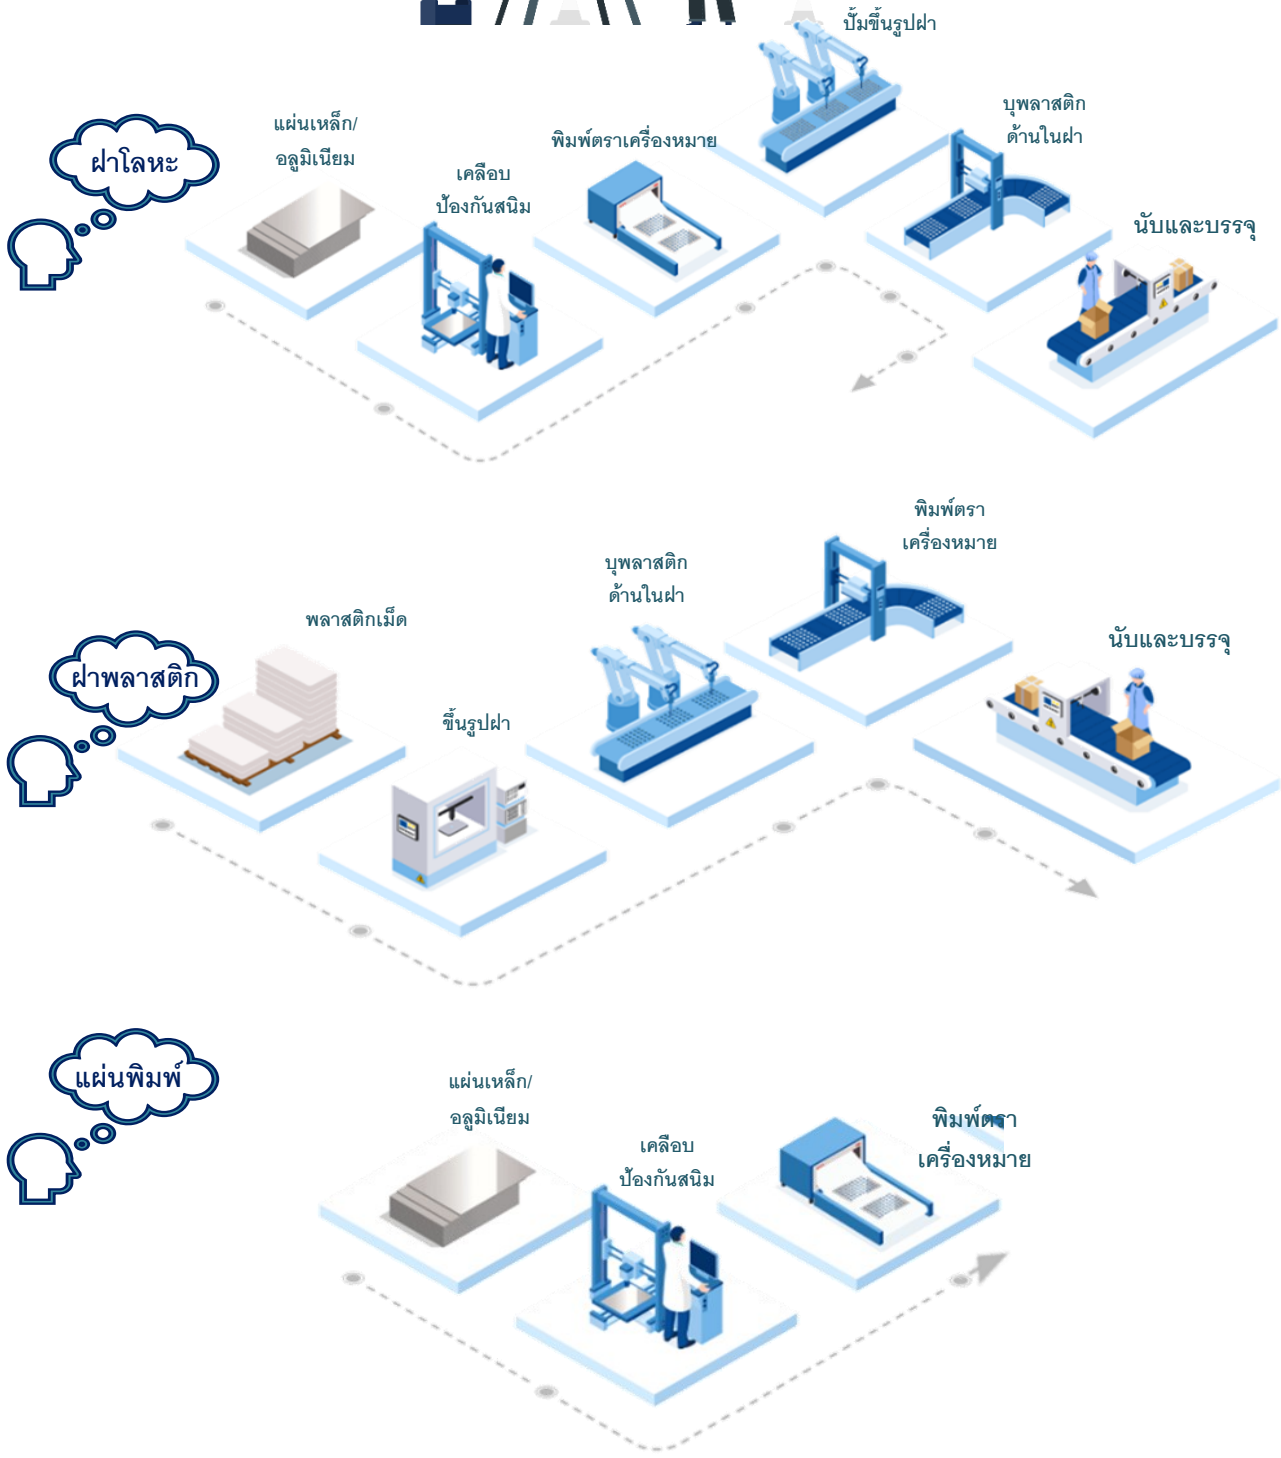 ปั้มขึ้นรูปฝา
บุพลาสติก
ด้านในฝา
แผ่นเหล็ก/
อลูมิเนียม
พิมพ์ตราเครื่องหมาย
ฝาโลหะ
เคลือบ
ป้องกันสนิม
นับและบรรจุ
พิมพ์ตรา
เครื่องหมาย
บุพลาสติก
ด้านในฝา
พลาสติกเม็ด
นับและบรรจุ
ฝาพลาสติก
ขึ้นรูปฝา
แผ่นพิมพ์
แผ่นเหล็ก/
อลูมิเนียม
เคลือบ
ป้องกันสนิม
พิมพ์ตรา
เครื่องหมาย